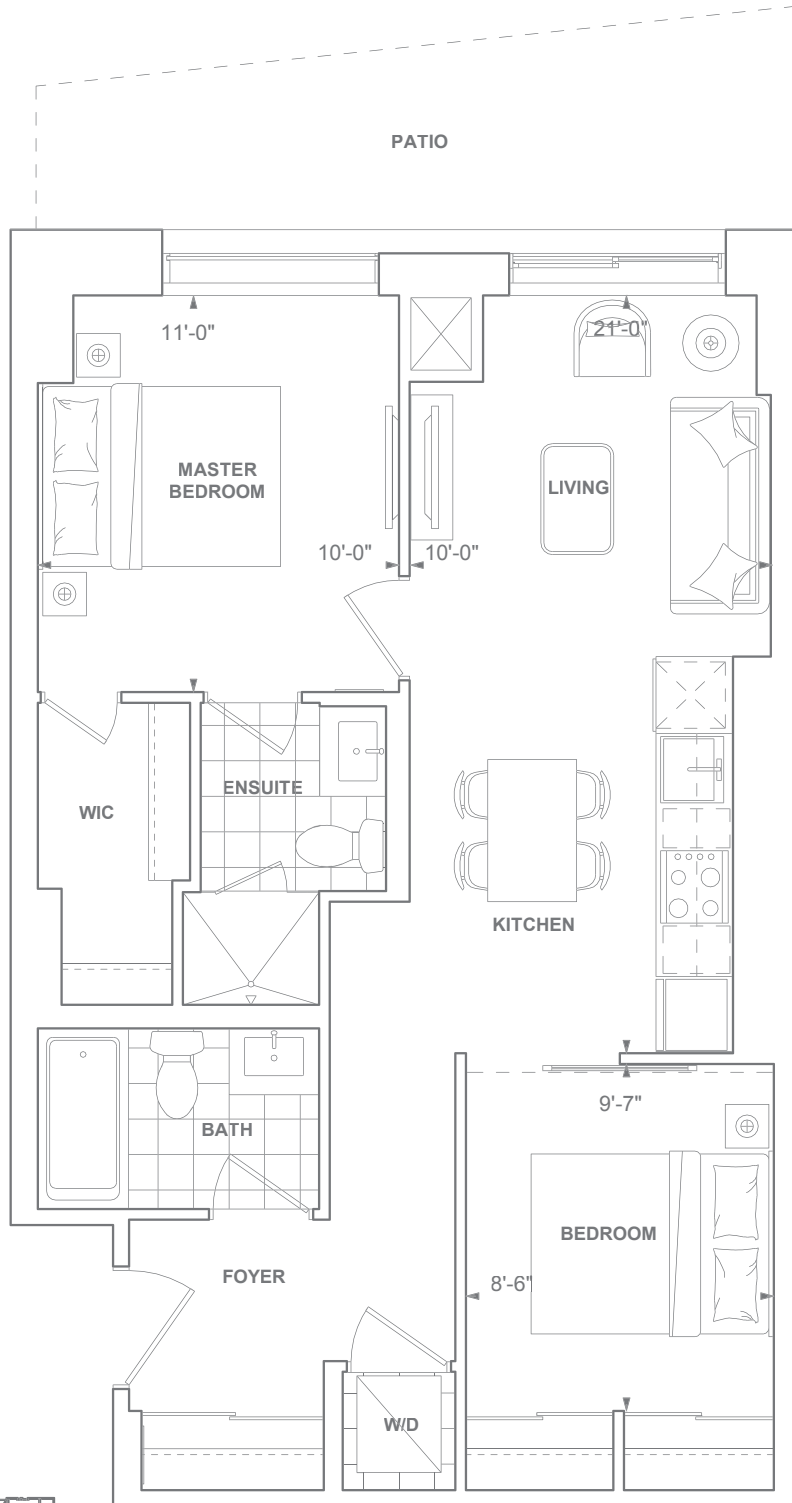 PATIO
11'-0"
21'-0"
MASTER
BEDROOM
LIVING
10'-0"
10'-0"
ENSUITE
WIC
KITCHEN
9'-7"
BATH
BEDROOM
FOYER
8'-6"
W/D